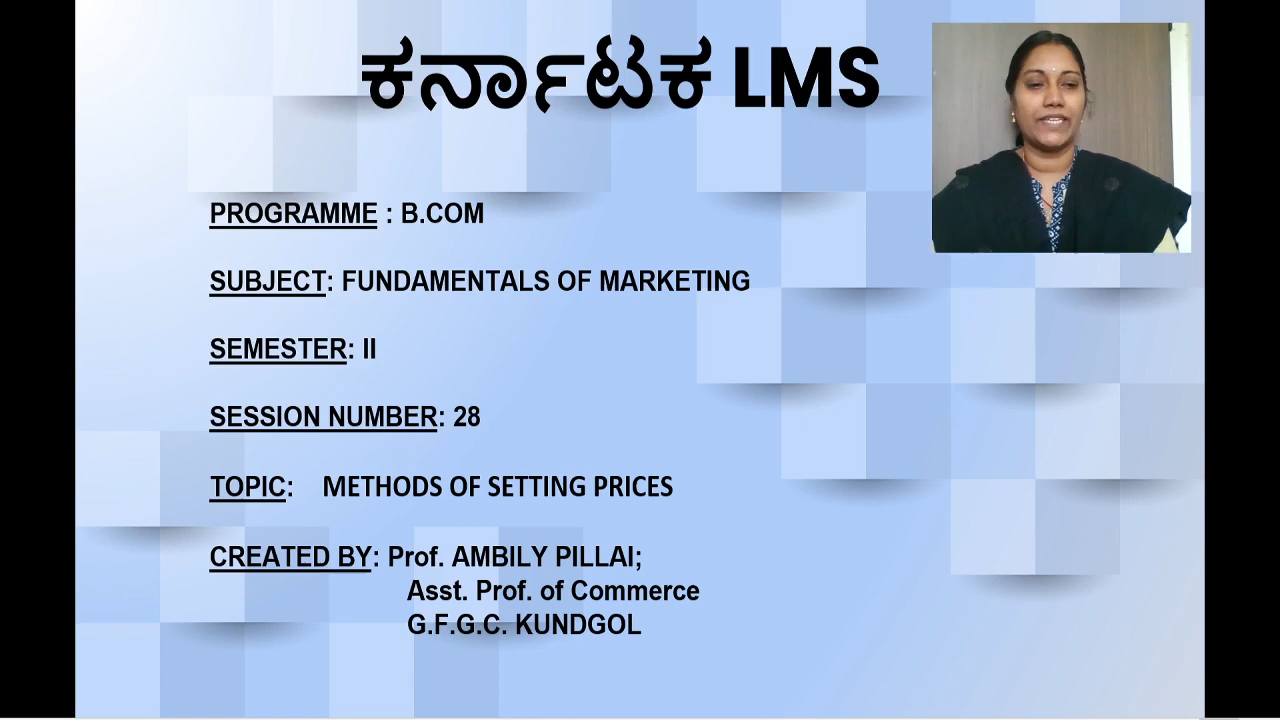 ಕರ್ನಾಟಕ LMS
PROGRAMME : B.COM
SUBJECT: FUNDAMENTALS OF MARKETING
SEMESTER: II
SESSION NUMBER: 28
TOPIC: METHODS OF SETTING PRICES
CREATED BY: Prof. AMBILY PILLAI;
Asst. Prof. of Commerce
G.F.G.C. KUNDGOL